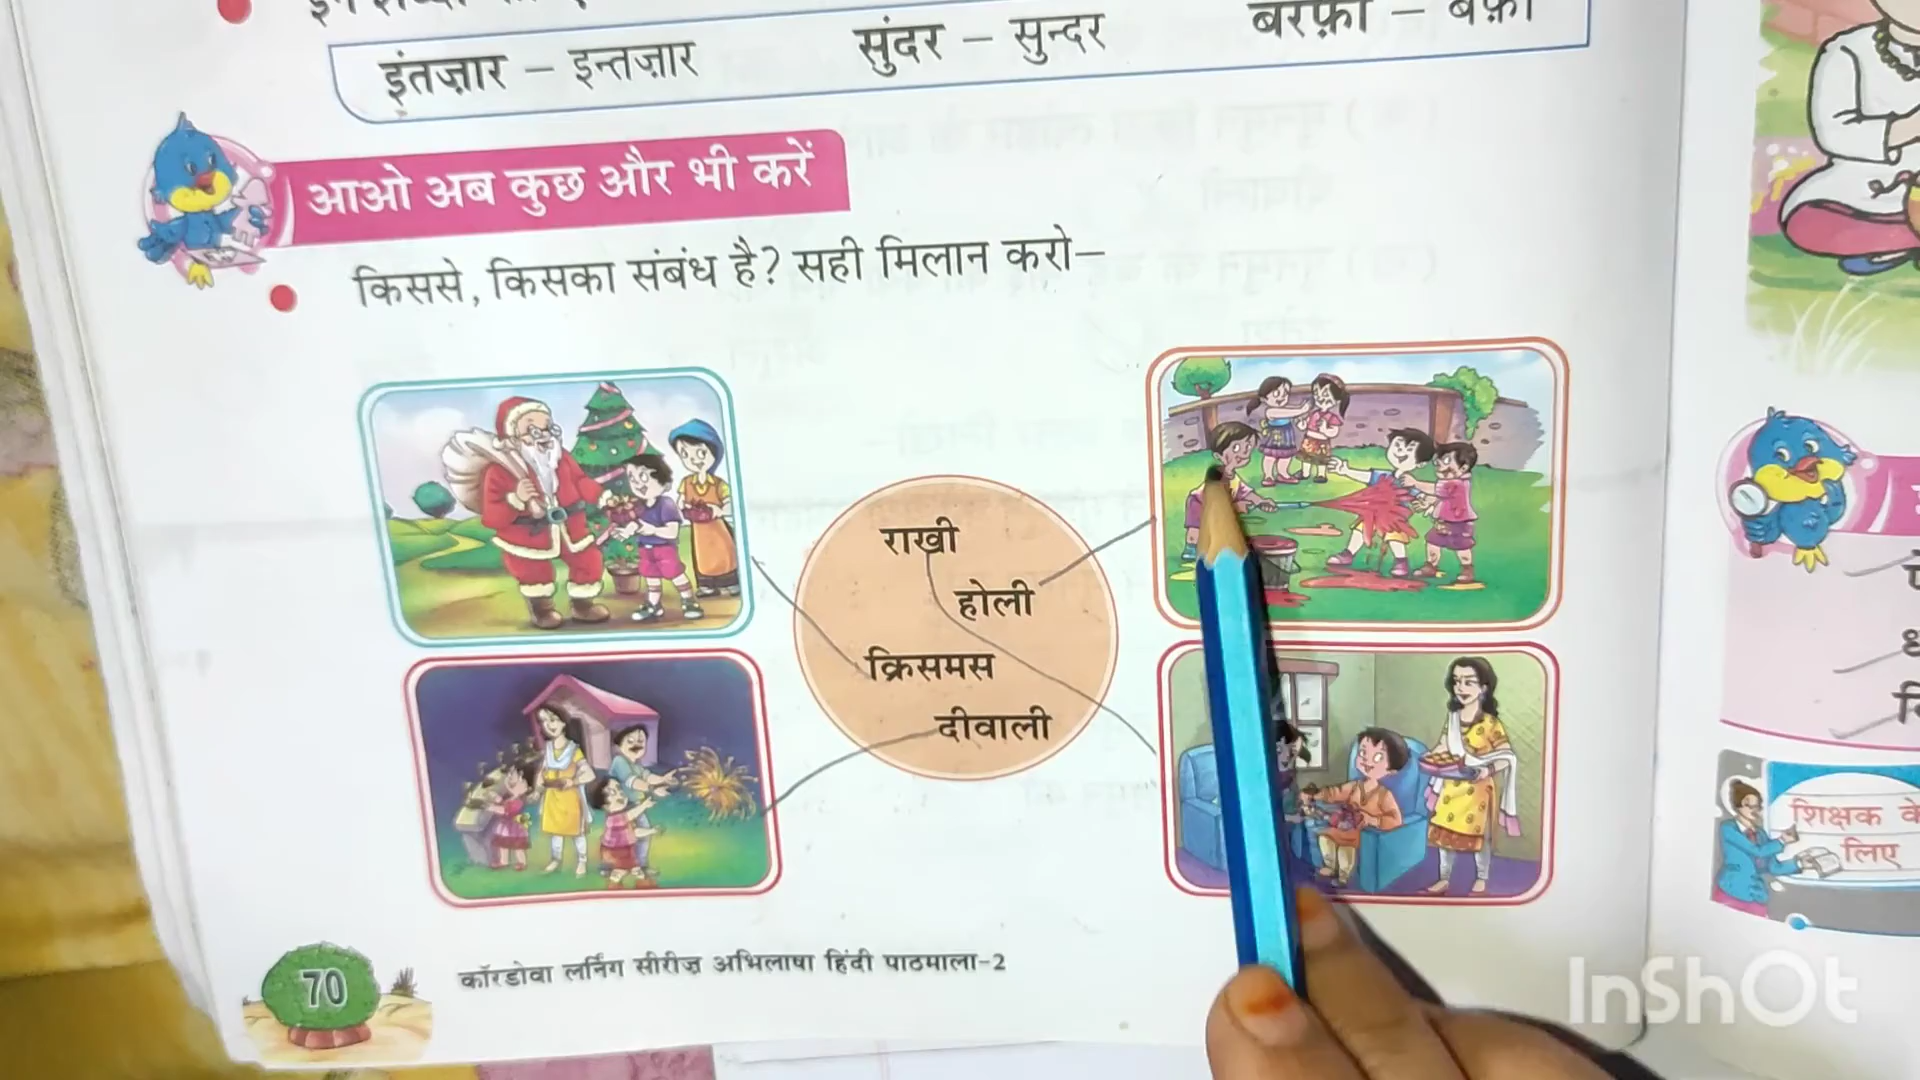 इंतज़ार – इन्तज़ार सुंदर – सुन्दर बरफ़ी – बर्फ़ी
आओ अब कुछ और भी करें
किससे, किसका संबंध है? सही मिलान करो–
राखी
होली
क्रिसमस
दीवाली
70
कॉरडोवा लर्निंग सीरीज़ अभिलाषा हिंदी पाठमाला-2
शिक्षक के
लिए
InShOt